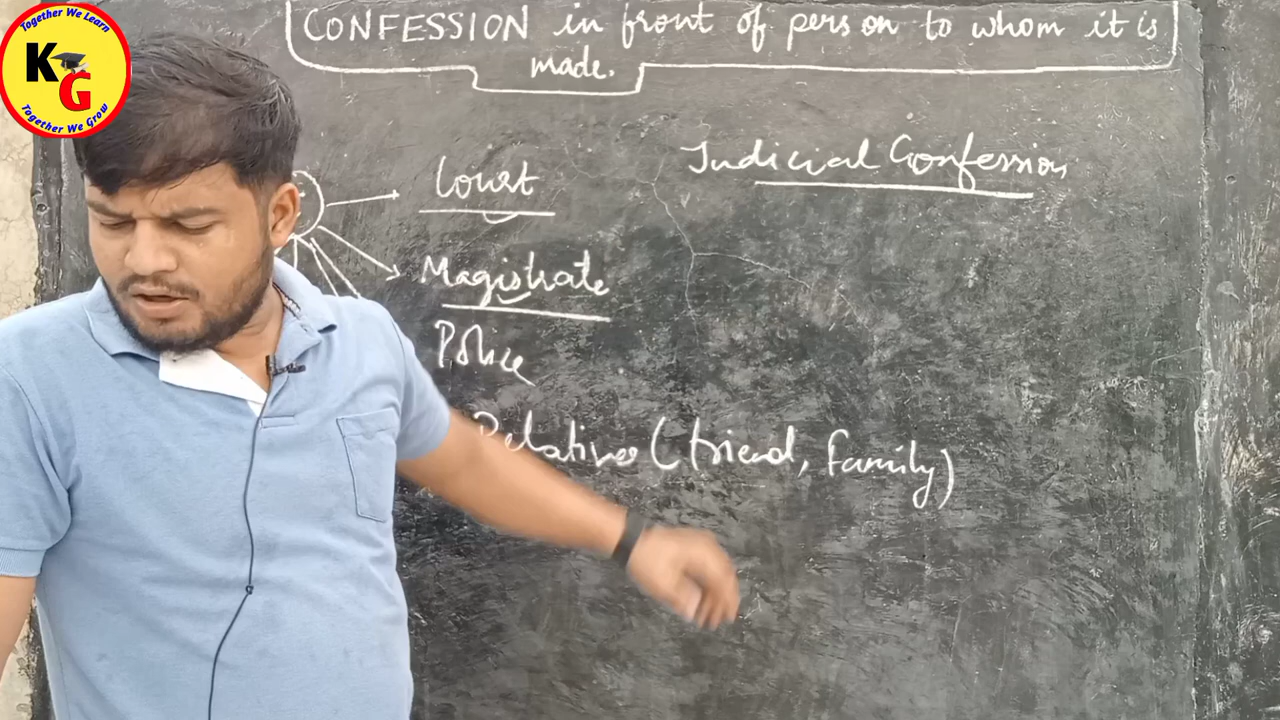 Together We Learn
KG
Together We Grow
CONFESSION in front of person to whom it is
made.
Judicial Confession
Court
Magistrate
Police
Relatives (friend, family)